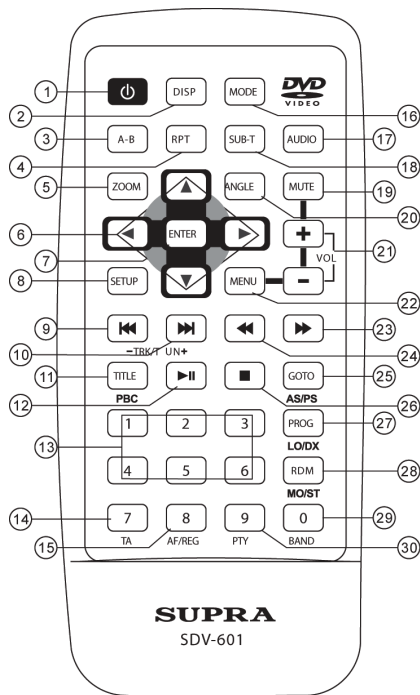 1 DISP MODE DVD
VIDEO
2 16
3 A-B RPT SUB-T AUDIO 17
4 18
5 ZOOM ANGLE MUTE 19
20
6 ENTER + VOL 21
7
8 SETUP MENU − 22
9 23
10 −TRK/T UN+ 24
11 TITLE GOTO 25
12 PBC AS/PS 26
1 2 3 PROG 27
13 LO/DX
4 5 6 RDM 28
MO/ST
14 7 8 9 0 29
15 TA AF/REG PTY BAND 30
SUPRA
SDV-601